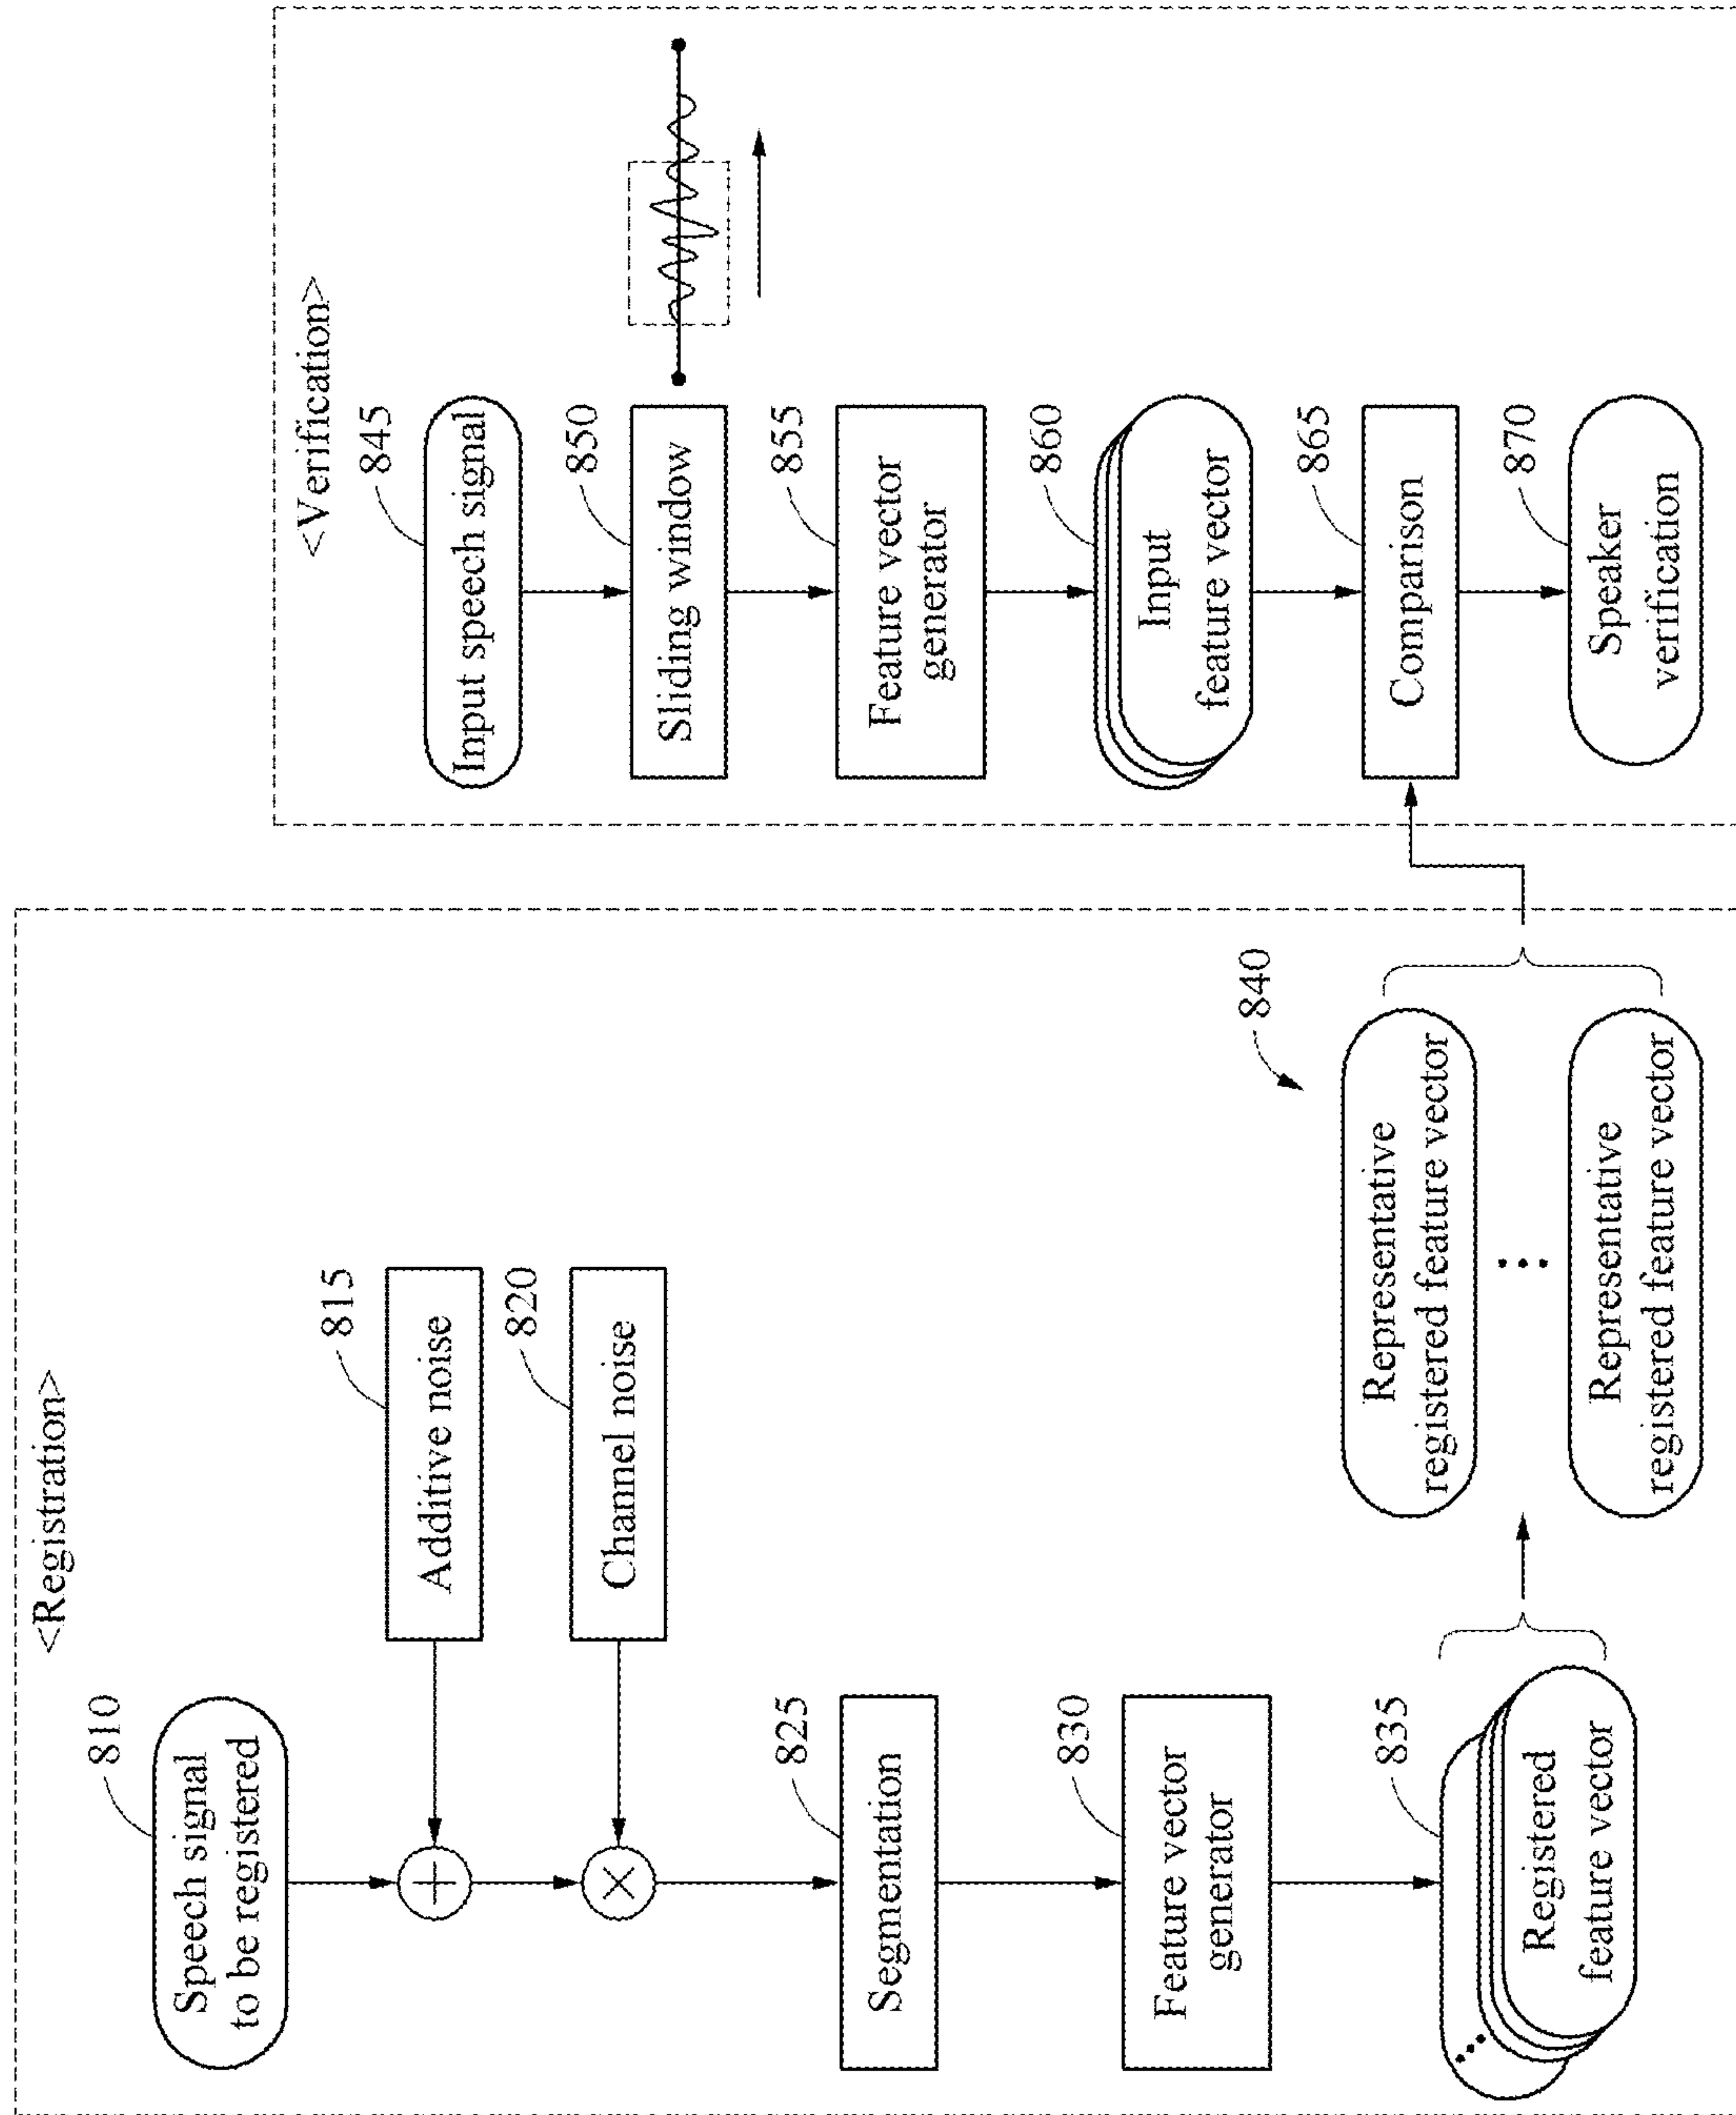 <Registration>
810
Speech signal
to be registered
815
Additive noise
+
820
Channel noise
×
825
Segmentation
830
Feature vector
generator
835
Registered
feature vector
840
Representative
registered feature vector
Representative
registered feature vector
<Verification>
845
Input speech signal
850
Sliding window
855
Feature vector
generator
860
Input
feature vector
865
Comparison
870
Speaker
verification